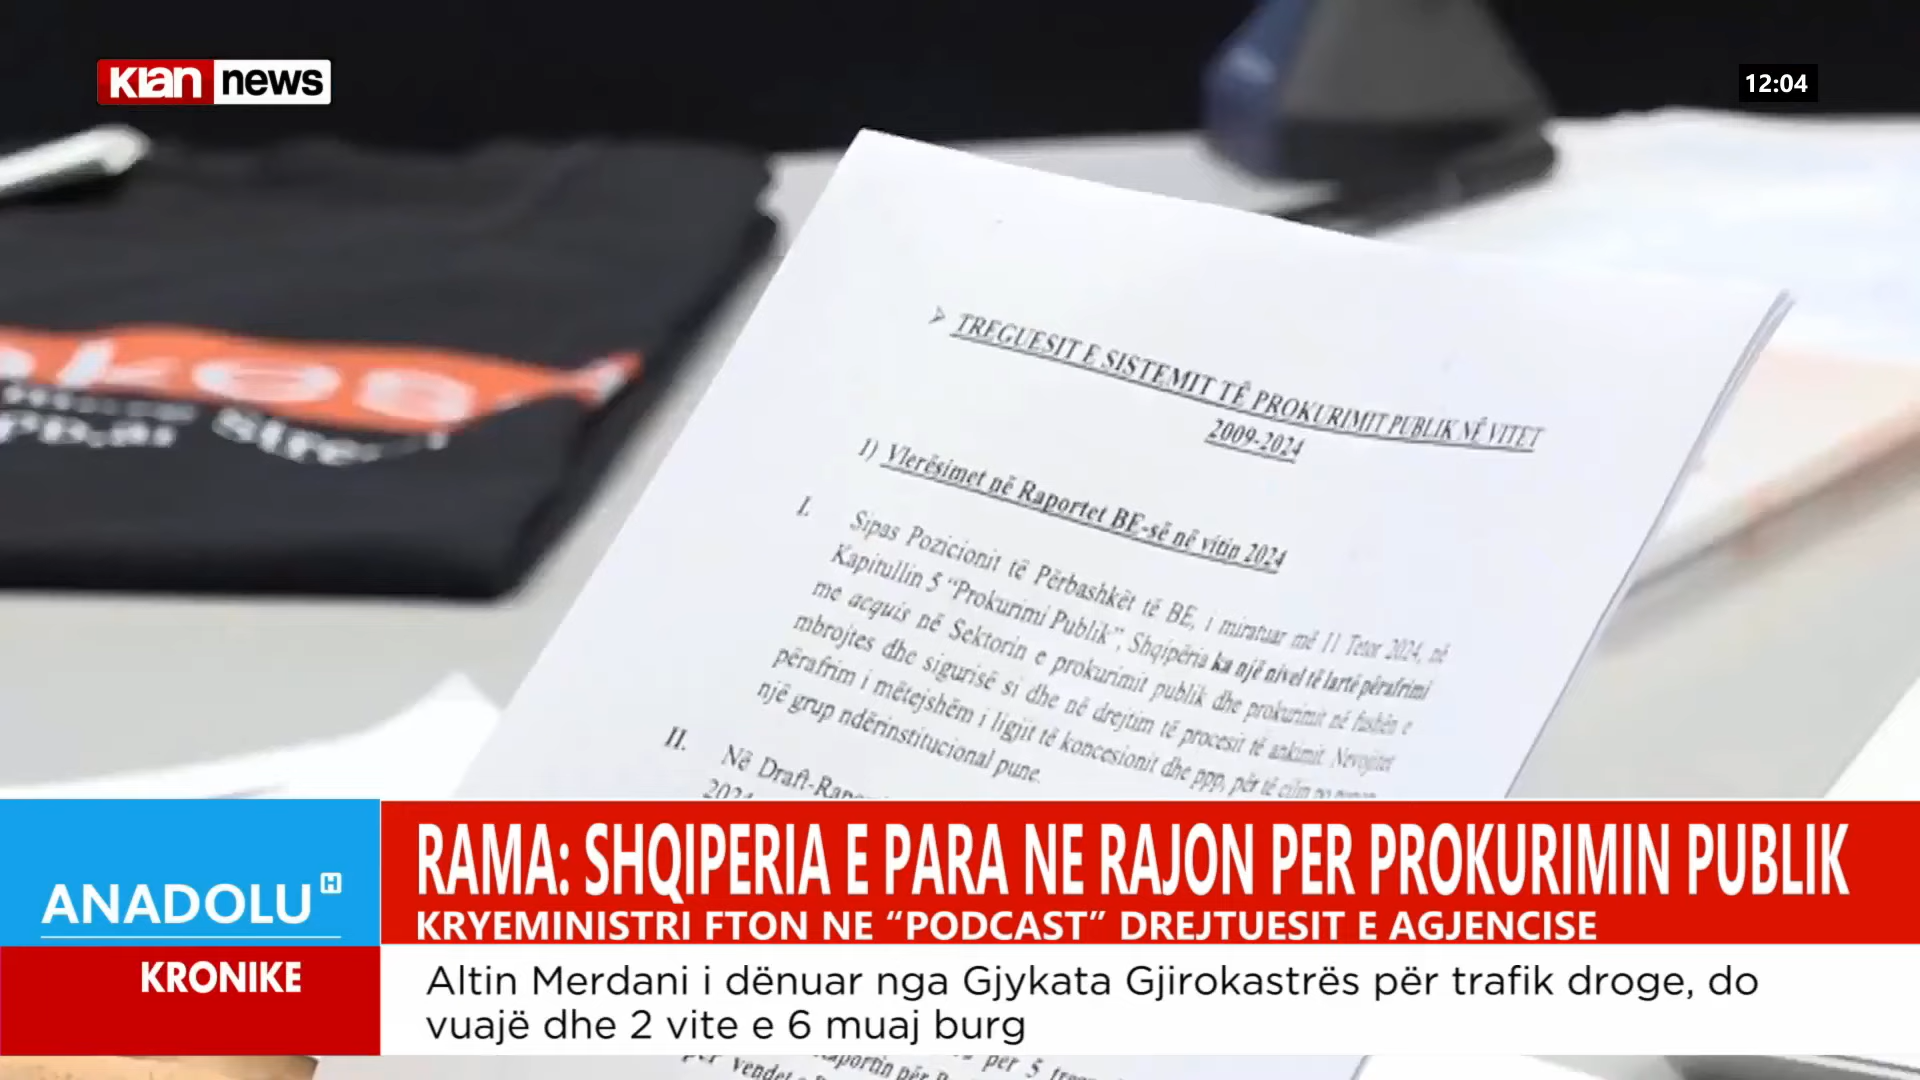 Klan news
12:04
TREGUESIT E SISTEMIT TË PROKURIMIT PUBLIK NË VITET
2009-2024
1) Vlerësimet në Raportet BE-së në vitin 2024
I. Sipas Pozicionit të Përbashkët të BE, i miratuar më 11 Tetor 2024, në
Kapitullin 5 "Prokurimi Publik", Shqipëria ka një nivel të lartë përafrimi
me acquis në Sektorin e prokurimit publik dhe prokurimit në fushën e
mbrojtes dhe sigurisë si dhe në drejtim të procesit të ankimit. Nevojitet
përafrim i mëtejshëm i ligjit të koncesionit dhe ppp, për të cilin po
një grup ndërinstitucional pune.
II. Në Draft-Rapo
2024
ANADOLU H
RAMA: SHQIPERIA E PARA NE RAJON PER PROKURIMIN PUBLIK
KRYEMINISTRI FTON NE “PODCAST” DREJTUESIT E AGJENCISE
KRONIKE
Altin Merdani i dënuar nga Gjykata Gjirokastrës për trafik droge, do
vuajë dhe 2 vite e 6 muaj burg
për 5